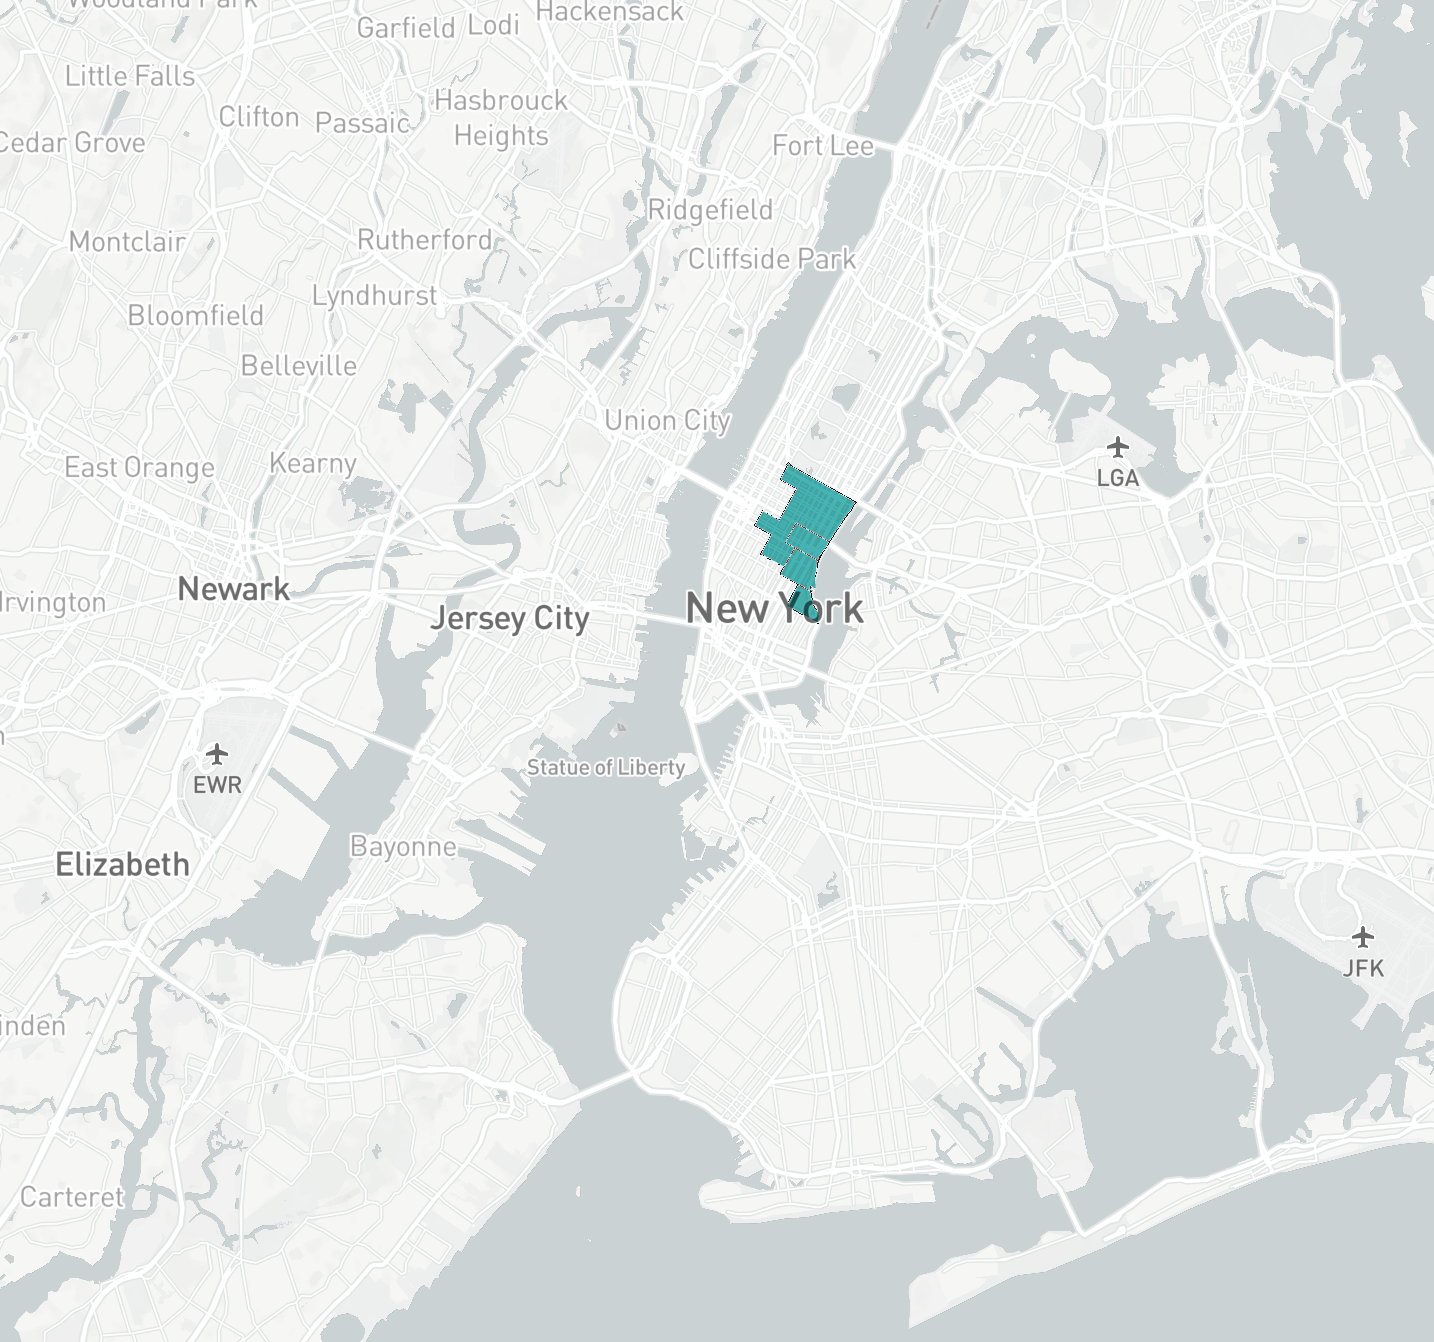 Woodland Park
Hackensack
Garfield
Lodi
Little Falls
Hasbrouck
Heights
Clifton
Passaic
Cedar Grove
Fort Lee
Ridgefield
Montclair
Rutherford
Cliffside Park
Lyndhurst
Bloomfield
Belleville
Union City
East Orange
Kearny
LGA
Newark
Irvington
Jersey City
New York
Statue of Liberty
EWR
Bayonne
Elizabeth
JFK
inden
Carteret